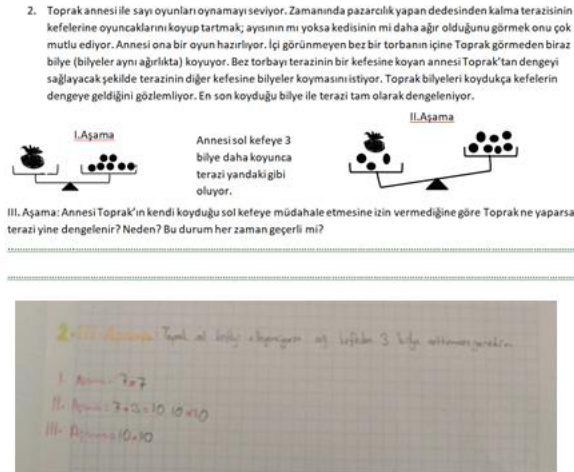 2. Toprak annesi ile sayı oyunları oynamayı seviyor. Zamanında pazarcılık yapan dedesinden kalma terazisinin
kefelerine oyuncaklarını koyup tartmak; ayısının mı yoksa kedisinin mi daha ağır olduğunu görmek onu çok
mutlu ediyor. Annesi ona bir oyun hazırlıyor. İçi görünmeyen bez bir torbanın içine Toprak görmeden biraz
bilye (bilyeler aynı ağırlıkta) koyuyor. Bez torbayı terazinin bir kefesine koyan annesi Toprak'tan dengeyi
sağlayacak şekilde terazinin diğer kefesine bilyeler koymasını istiyor. Toprak bilyeleri koydukça kefelerin
dengeye geldiğini gözlemliyor. En son koyduğu bilye ile terazi tam olarak dengeleniyor.
I.Aşama
Annesi sol kefeye 3
bilye daha koyunca
terazi yandaki gibi
oluyor.
II.Aşama
III. Aşama: Annesi Toprak'ın kendi koyduğu sol kefeye müdahale etmesine izin vermediğine göre Toprak ne yaparsa
terazi yine dengelenir? Neden? Bu durum her zaman geçerli mi?
2- III. Aşama: Toprak sol 3 bilye
I. Aşama: 7=7
II. Aşama: 7+3=10
III. Aşama: 10=10